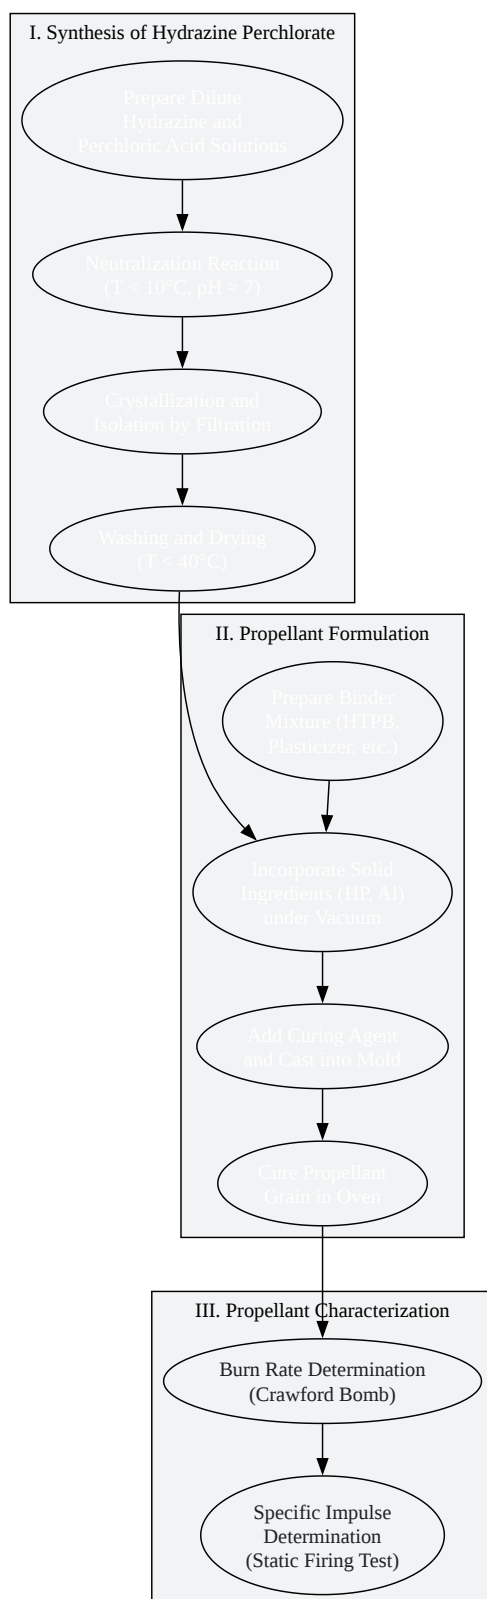 I. Synthesis of Hydrazine Perchlorate
Prepare Dilute
Hydrazine and
Perchloric Acid Solutions
Neutralization Reaction
(T < 10°C, pH ≈ 7)
Crystallization and
Isolation by Filtration
Washing and Drying
(T < 40°C)
II. Propellant Formulation
Prepare Binder
Mixture (HTPB,
Plasticizer, etc.)
Incorporate Solid
Ingredients (HP, Al)
under Vacuum
Add Curing Agent
and Cast into Mold
Cure Propellant
Grain in Oven
III. Propellant Characterization
Burn Rate Determination
(Crawford Bomb)
Specific Impulse
Determination
(Static Firing Test)